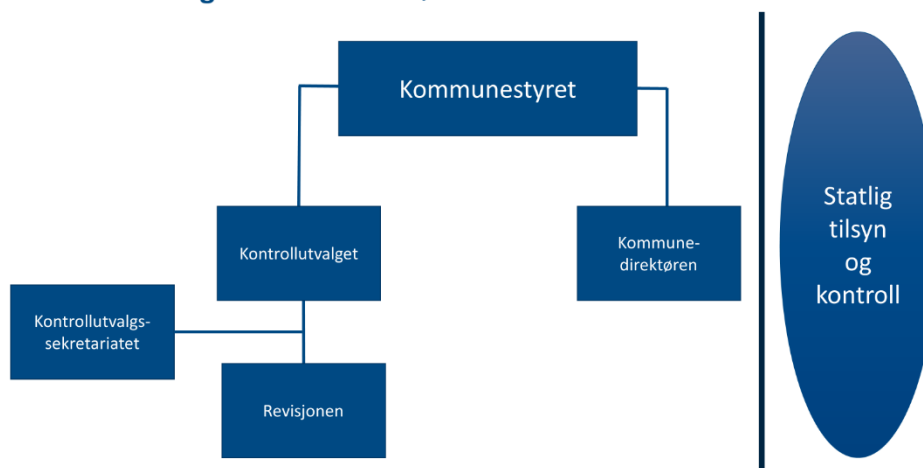 Kommunestyret
Kontrollutvalget
Kommune-
direktøren
Kontrollutvalgs-
sekretariatet
Revisjonen
Statlig
tilsyn
og
kontroll